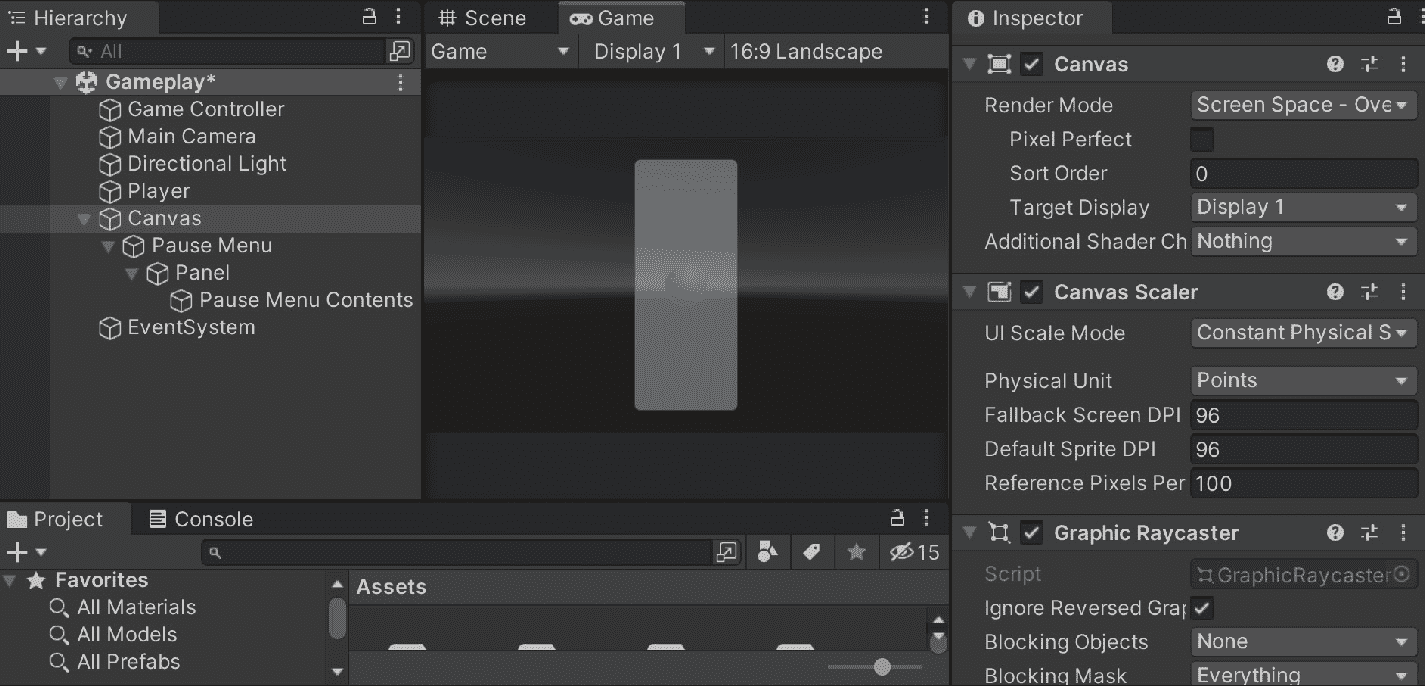 Hierarchy
All
Gameplay*
Game Controller
Main Camera
Directional Light
Player
Canvas
Pause Menu
Panel
Pause Menu Contents
EventSystem
Scene
Game
Game
Display 1
16:9 Landscape
Inspector
Canvas
Render Mode
Screen Space - Ove
Pixel Perfect
Sort Order
0
Target Display
Display 1
Additional Shader Ch
Nothing
Canvas Scaler
UI Scale Mode
Constant Physical S
Physical Unit
Points
Fallback Screen DPI
96
Default Sprite DPI
96
Reference Pixels Per
100
Graphic Raycaster
Script
GraphicRaycaster
Ignore Reversed Grap
Blocking Objects
None
Blocking Mask
Everything
Project
Console
15
Favorites
All Materials
All Models
All Prefabs
Assets